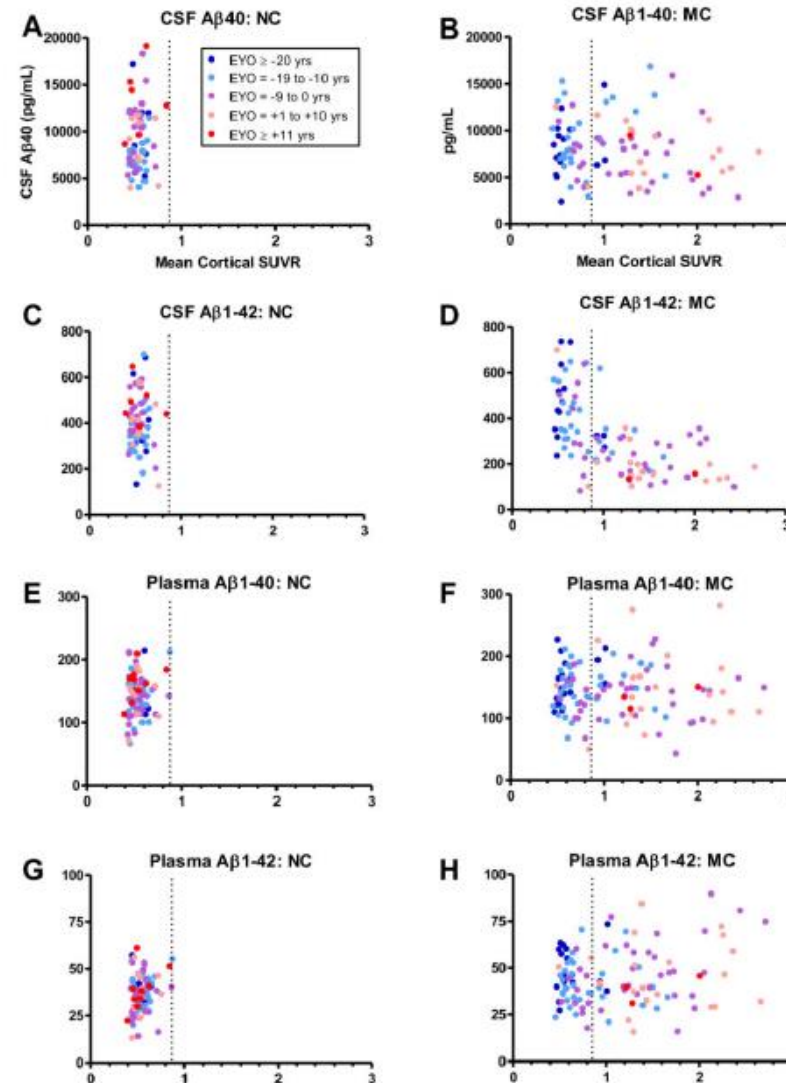 A
CSF Aβ40: NC
CSF Aβ40 (pg/mL)
20000
15000
10000
5000
0
0 1 2 3
Mean Cortical SUVR
EYO ≥ -20 yrs
EYO = -19 to -10 yrs
EYO = -9 to 0 yrs
EYO = +1 to +10 yrs
EYO ≥ +11 yrs
B
CSF Aβ1-40: MC
pg/mL
20000
15000
10000
5000
0
0 1 2
Mean Cortical SUVR
C
CSF Aβ1-42: NC
800
600
400
200
0
0 1 2 3
D
CSF Aβ1-42: MC
800
600
400
200
0
0 1 2
E
Plasma Aβ1-40: NC
300
200
100
0
0 1 2 3
F
Plasma Aβ1-40: MC
300
200
100
0
0 1 2
G
Plasma Aβ1-42: NC
100
75
50
25
0
0 1 2 3
H
Plasma Aβ1-42: MC
100
75
50
25
0
0 1 2